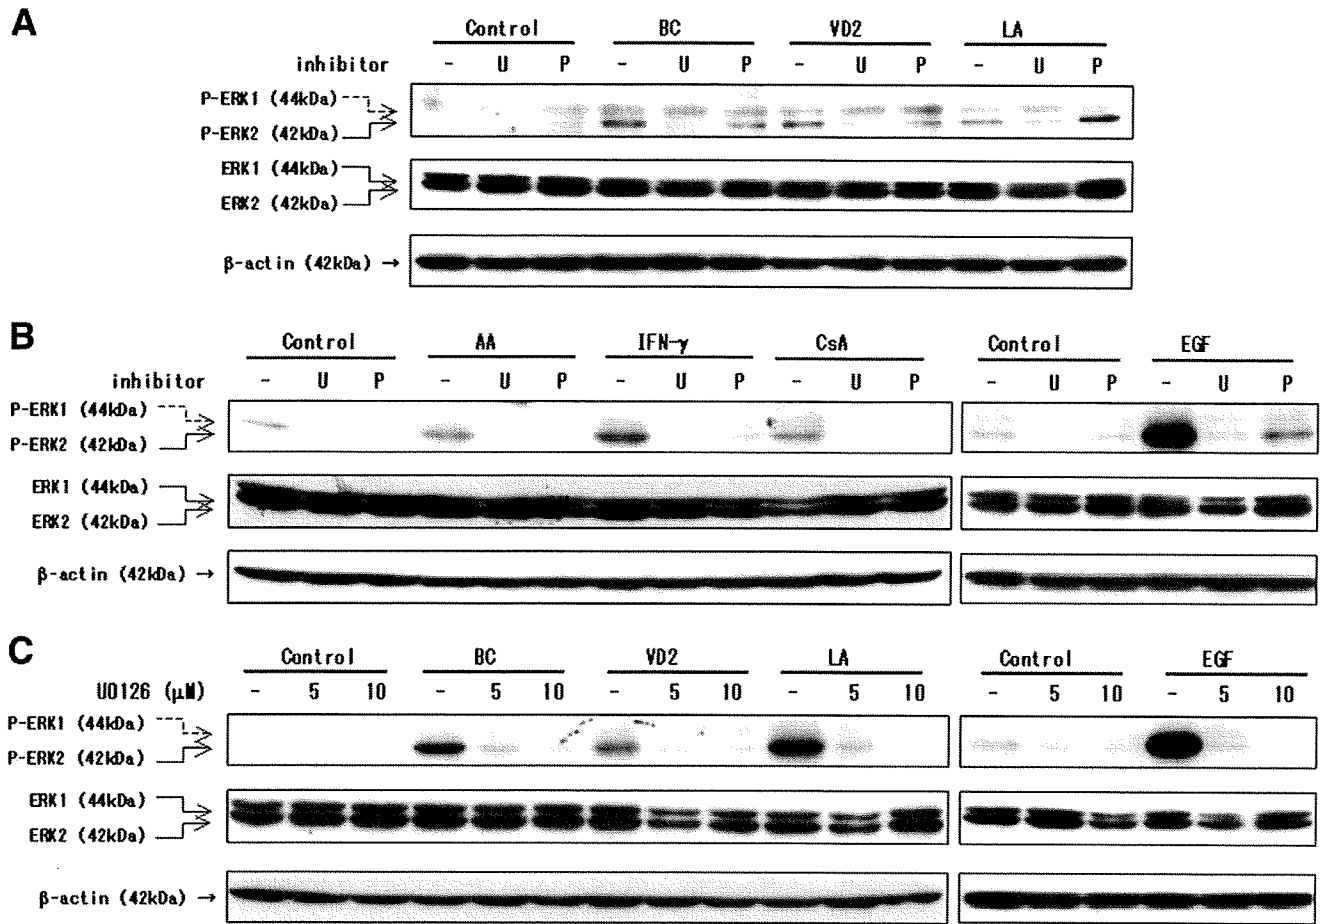 A
Control BC VD2 LA
inhibitor - U P - U P - U P - U P
P-ERK1 (44kDa)
P-ERK2 (42kDa)
ERK1 (44kDa)
ERK2 (42kDa)
β-actin (42kDa) →
B
Control AA IFN-γ CsA Control EGF
inhibitor - U P - U P - U P - U P - U P - U P
P-ERK1 (44kDa)
P-ERK2 (42kDa)
ERK1 (44kDa)
ERK2 (42kDa)
β-actin (42kDa) →
C
Control BC VD2 LA Control EGF
U0126 (μM) - 5 10 - 5 10 - 5 10 - 5 10 - 5 10 - 5 10
P-ERK1 (44kDa)
P-ERK2 (42kDa)
ERK1 (44kDa)
ERK2 (42kDa)
β-actin (42kDa) →